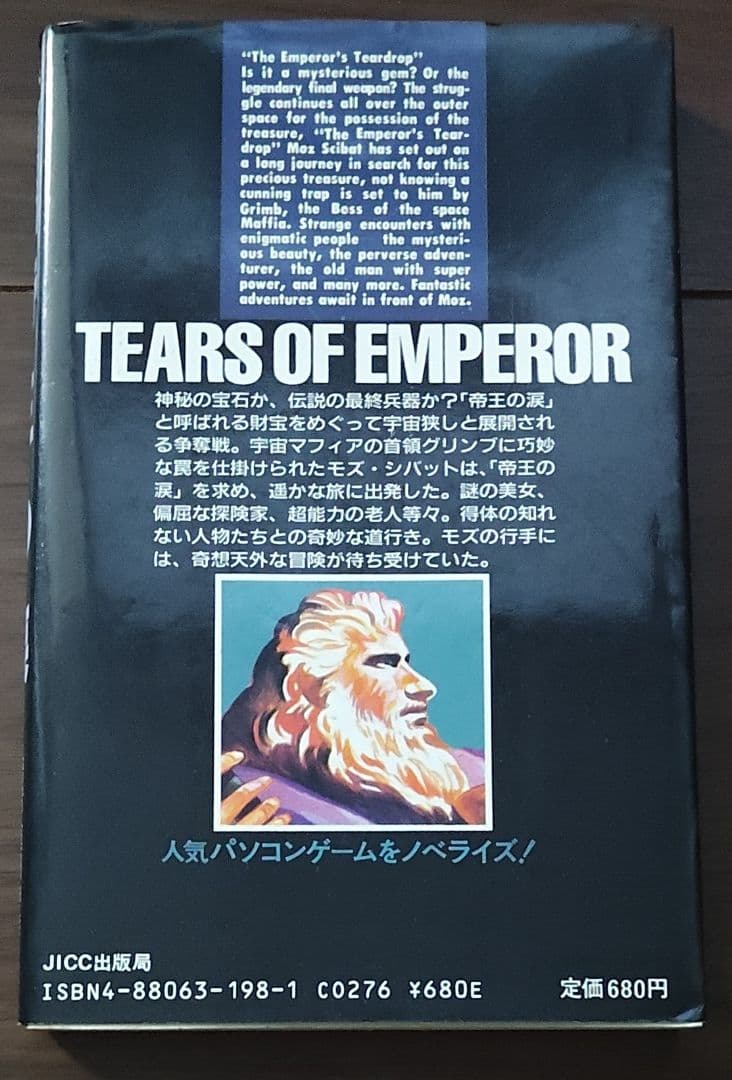 "The Emperor's Teardrop"
Is it a mysterious gem? Or the
legendary final weapon? The strug-
gle continues all over the outer
space for the possession of the
treasure, "The Emperor's Tear-
drop" Moz Scibat has set out on
a long journey in search for this
precious treasure, not knowing a
cunning trap is set to him by
Grimb, the Boss of the space
Maffia. Strange encounters with
enigmatic people the mysteri-
ous beauty, the perverse adven-
turer, the old man with super
power, and many more. Fantastic
adventures await in front of Moz.
TEARS OF EMPEROR
神秘の宝石か、伝説の最終兵器か?「帝王の涙」
と呼ばれる財宝をめぐって宇宙狭しと展開され
る争奪戦。宇宙マフィアの首領グリンブに巧妙
な罠を仕掛けられたモズ・シバットは、「帝王の
涙」を求め、遥かな旅に出発した。謎の美女、
偏屈な探険家、超能力の老人等々。得体の知れ
ない人物たちとの奇妙な道行き。モズの行手に
は、奇想天外な冒険が待ち受けていた。
人気パソコンゲームをノベライズ!
JICC出版局
ISBN4-88063-198-1 C0276 ¥680E
定価680円